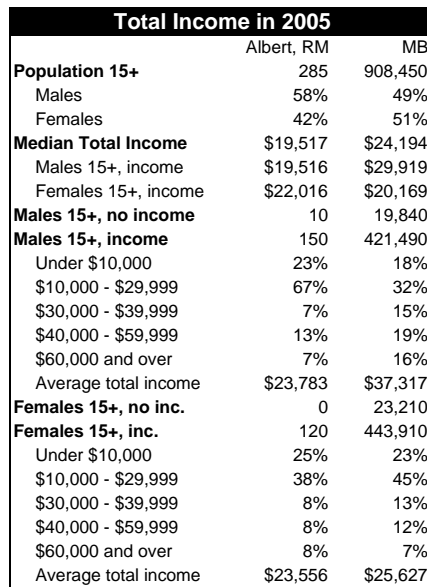 Total Income in 2005
Albert, RM MB
Population 15+ 285 908,450
Males 58% 49%
Females 42% 51%
Median Total Income $19,517 $24,194
Males 15+, income $19,516 $29,919
Females 15+, income $22,016 $20,169
Males 15+, no income 10 19,840
Males 15+, income 150 421,490
Under $10,000 23% 18%
$10,000 - $29,999 67% 32%
$30,000 - $39,999 7% 15%
$40,000 - $59,999 13% 19%
$60,000 and over 7% 16%
Average total income $23,783 $37,317
Females 15+, no inc. 0 23,210
Females 15+, inc. 120 443,910
Under $10,000 25% 23%
$10,000 - $29,999 38% 45%
$30,000 - $39,999 8% 13%
$40,000 - $59,999 8% 12%
$60,000 and over 8% 7%
Average total income $23,556 $25,627